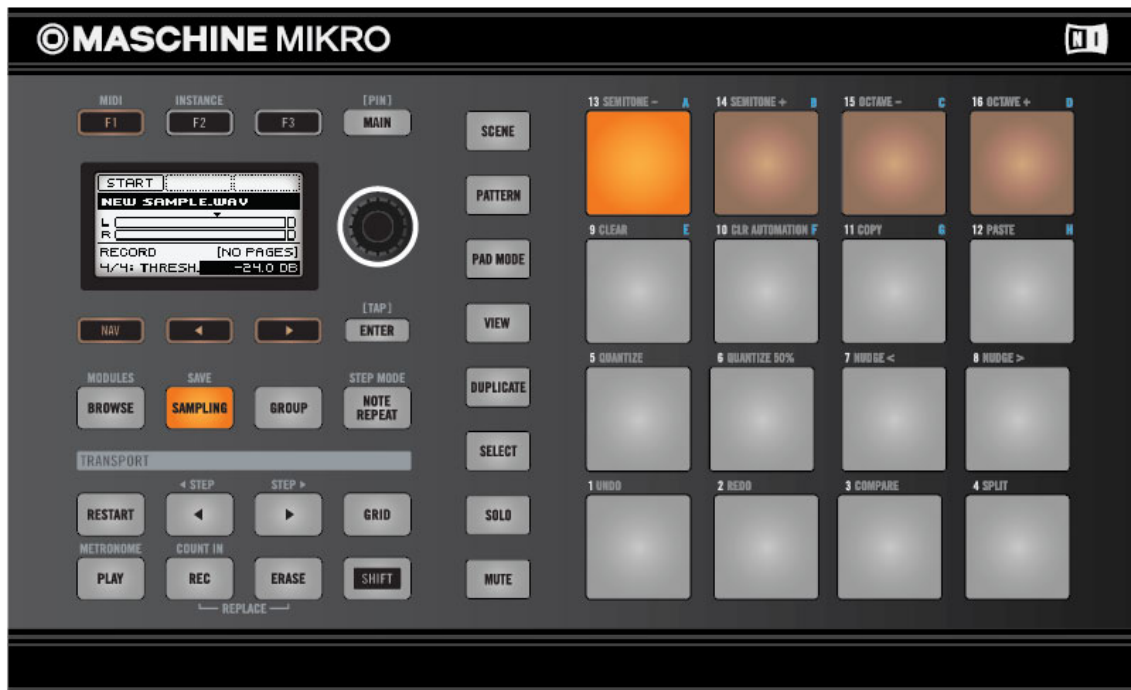 MASCHINE MIKRO
NI
MIDI INSTANCE [PIN]
F1 F2 F3 MAIN
START
NEW SAMPLE.WAV
L
R
RECORD [NO PAGES]
4/4: THRESH. -24.0 DB
[TAP]
NAV ENTER
MODULES SAVE STEP MODE
BROWSE SAMPLING GROUP NOTE REPEAT
TRANSPORT
STEP STEP
RESTART GRID
METRONOME COUNT IN
PLAY REC ERASE SHIFT
REPLACE
SCENE
PATTERN
PAD MODE
VIEW
DUPLICATE
SELECT
SOLO
MUTE
13 SEMITONE - A 14 SEMITONE + B 15 OCTAVE - C 16 OCTAVE + D
9 CLEAR E 10 CLR AUTOMATION F 11 COPY G 12 PASTE H
5 QUANTIZE 6 QUANTIZE 50% 7 NUDGE < 8 NUDGE >
1 UNDO 2 REDO 3 COMPARE 4 SPLIT